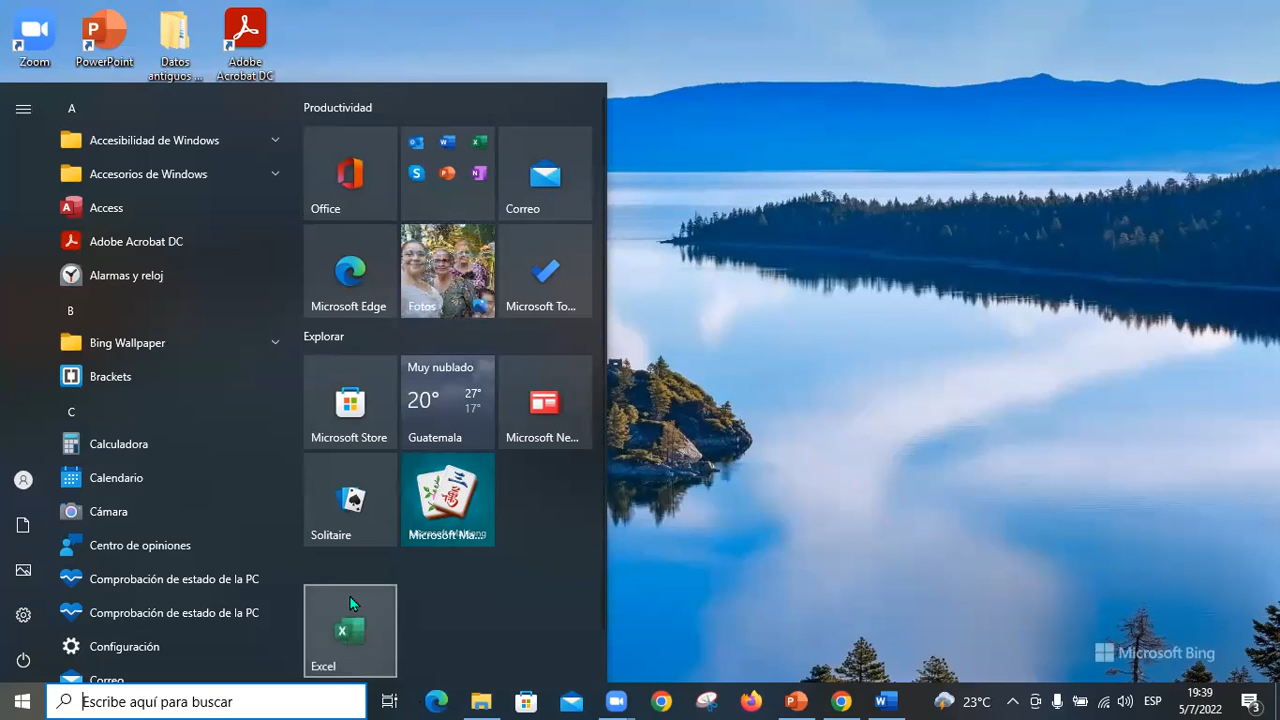 Zoom
PowerPoint
Datos
antiguos ...
Adobe
Acrobat DC
A
Accesibilidad de Windows
Accesorios de Windows
Access
Adobe Acrobat DC
Alarmas y reloj
B
Bing Wallpaper
Brackets
C
Calculadora
Calendario
Cámara
Centro de opiniones
Comprobación de estado de la PC
Comprobación de estado de la PC
Configuración
Correo
Productividad
Office
Correo
Microsoft Edge
Fotos
Microsoft To...
Explorar
Microsoft Store
Muy nublado
20°
27°
17°
Guatemala
Microsoft Ne...
Solitaire
Microsoft Ma...
Excel
Microsoft Bing
Escribe aquí para buscar
23°C
ESP
19:39
5/7/2022
3